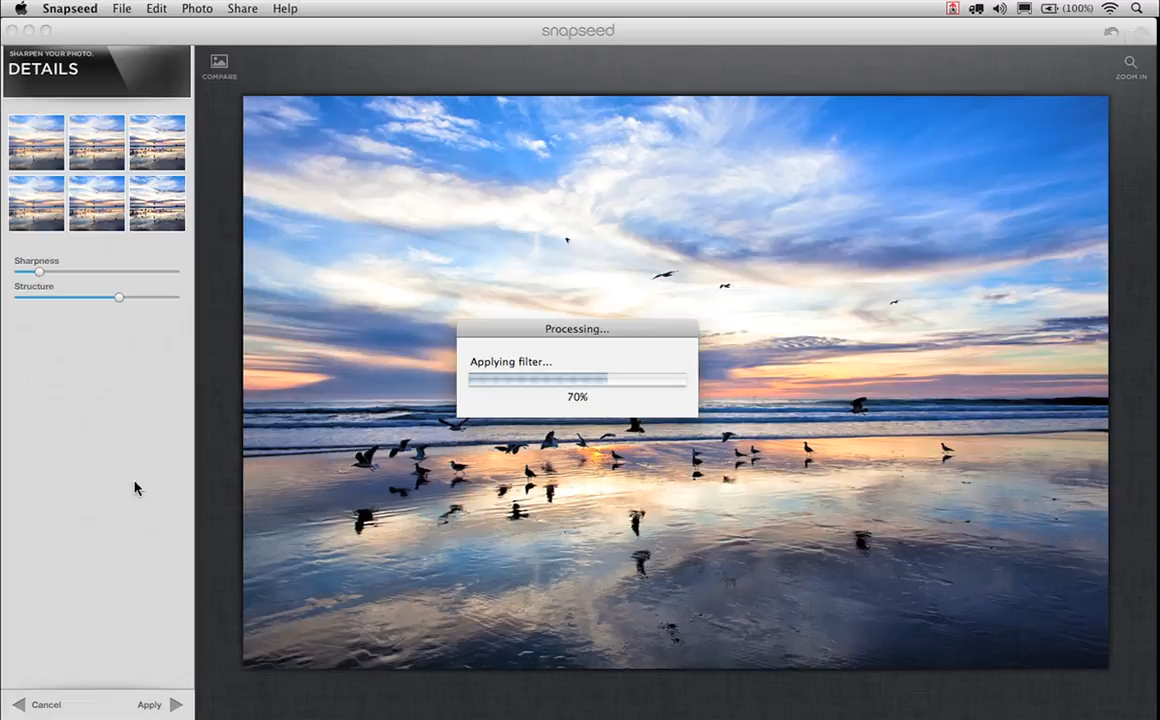 Snapseed File Edit Photo Share Help (100%)
snapseed
SHARPEN YOUR PHOTO.
DETAILS
COMPARE
ZOOM IN
Sharpness
Structure
Processing...
Applying filter...
70%
Cancel Apply